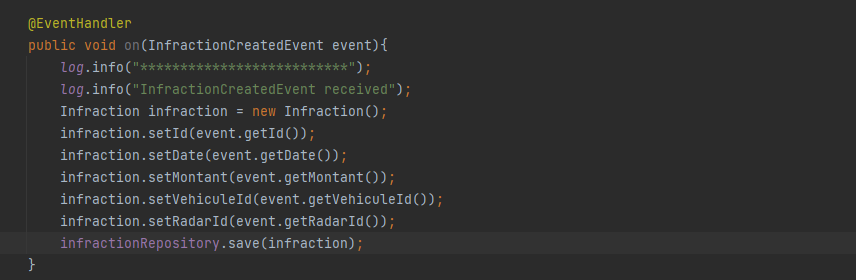 @EventHandler
public void on(InfractionCreatedEvent event){
log.info("**************************");
log.info("InfractionCreatedEvent received");
Infraction infraction = new Infraction();
infraction.setId(event.getId());
infraction.setDate(event.getDate());
infraction.setMontant(event.getMontant());
infraction.setVehiculeId(event.getVehiculeId());
infraction.setRadarId(event.getRadarId());
infractionRepository.save(infraction);
}